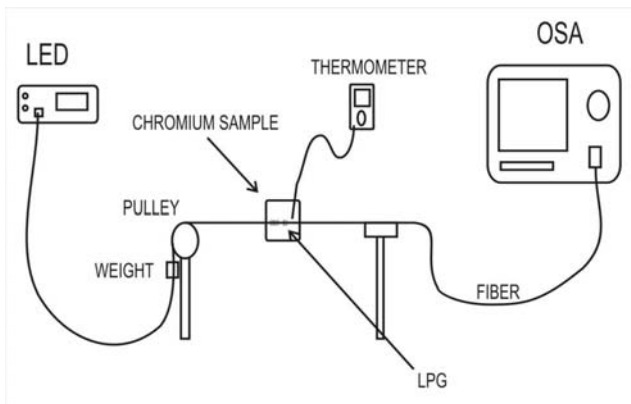 LED
OSA
THERMOMETER
CHROMIUM SAMPLE
PULLEY
WEIGHT
FIBER
LPG